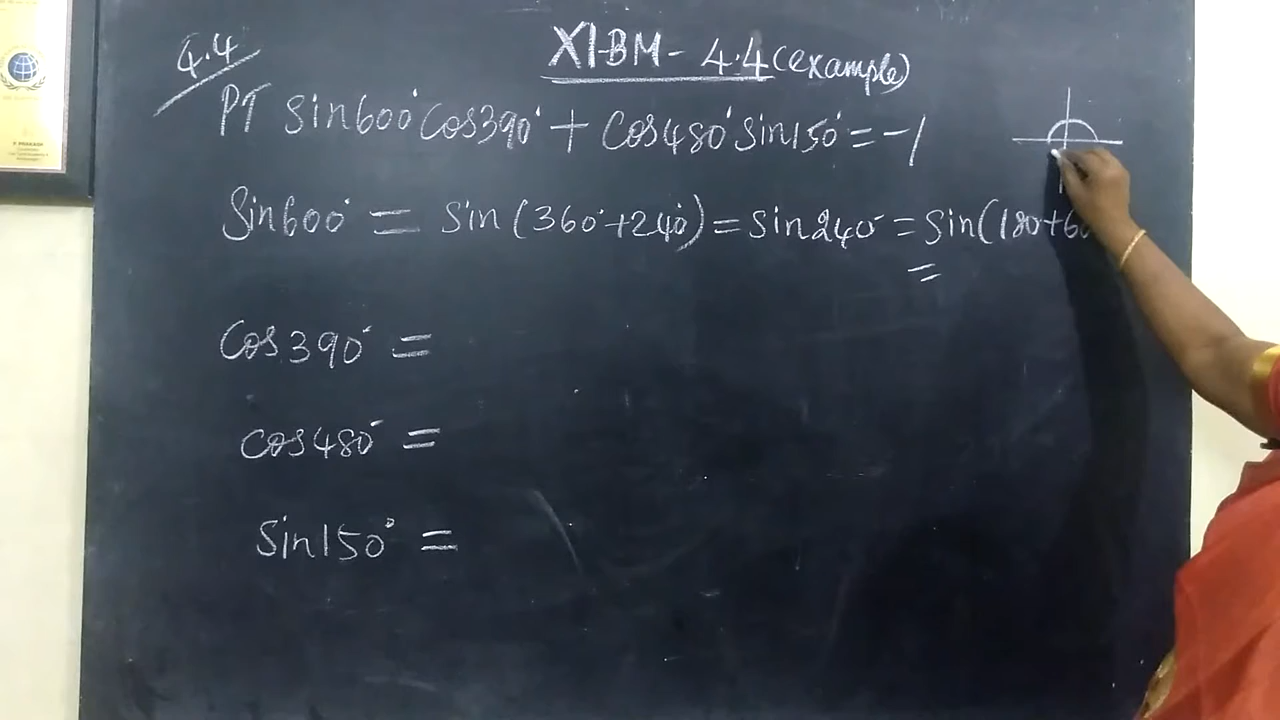 4.4
XI-BM - 4.4 (example)
PT Sin600° Cos390° + Cos480° Sin150° = -1
Sin600° = Sin(360°+240°) = Sin240° = Sin(180+60
Cos390° =
Cos480° =
Sin150° =